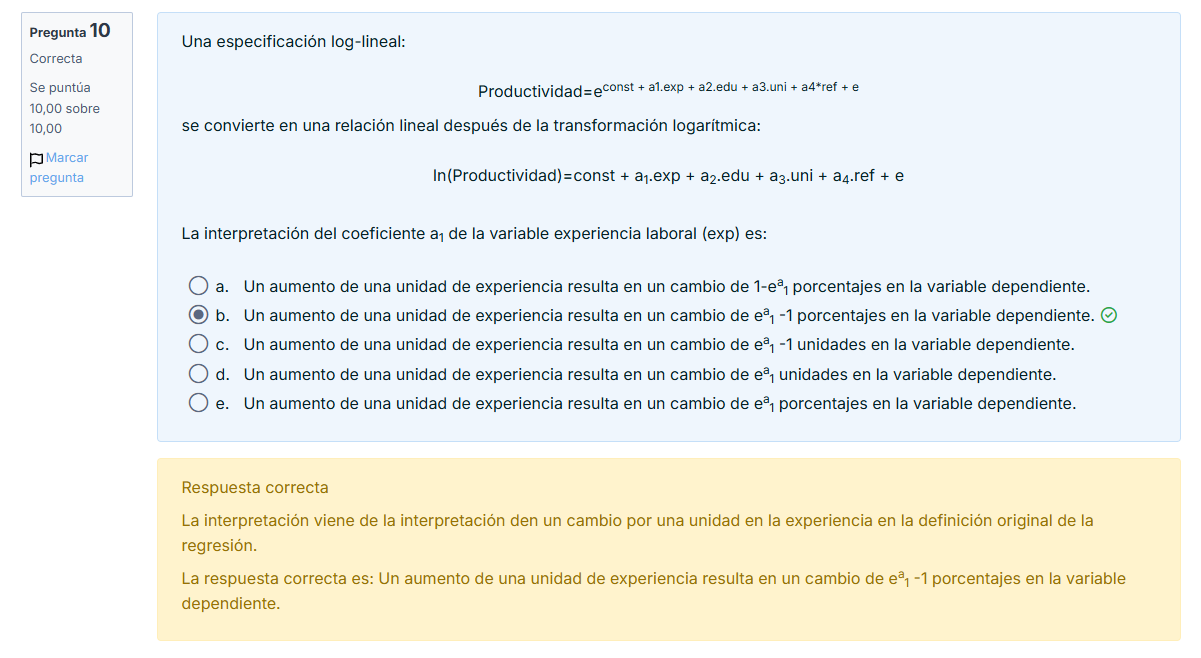 Pregunta 10
Correcta
Se puntúa
10,00 sobre
10,00
Marcar
pregunta
Una especificación log-lineal:
Productividad=e^const + a1.exp + a2.edu + a3.uni + a4*ref + e
se convierte en una relación lineal después de la transformación logarítmica:
ln(Productividad)=const + a₁.exp + a₂.edu + a₃.uni + a₄.ref + e
La interpretación del coeficiente a₁ de la variable experiencia laboral (exp) es:
a. Un aumento de una unidad de experiencia resulta en un cambio de 1-eᵃ₁ porcentajes en la variable dependiente.
b. Un aumento de una unidad de experiencia resulta en un cambio de eᵃ₁ -1 porcentajes en la variable dependiente.
c. Un aumento de una unidad de experiencia resulta en un cambio de eᵃ₁ -1 unidades en la variable dependiente.
d. Un aumento de una unidad de experiencia resulta en un cambio de eᵃ₁ unidades en la variable dependiente.
e. Un aumento de una unidad de experiencia resulta en un cambio de eᵃ₁ porcentajes en la variable dependiente.
Respuesta correcta
La interpretación viene de la interpretación den un cambio por una unidad en la experiencia en la definición original de la
regresión.
La respuesta correcta es: Un aumento de una unidad de experiencia resulta en un cambio de eᵃ₁ -1 porcentajes en la variable
dependiente.